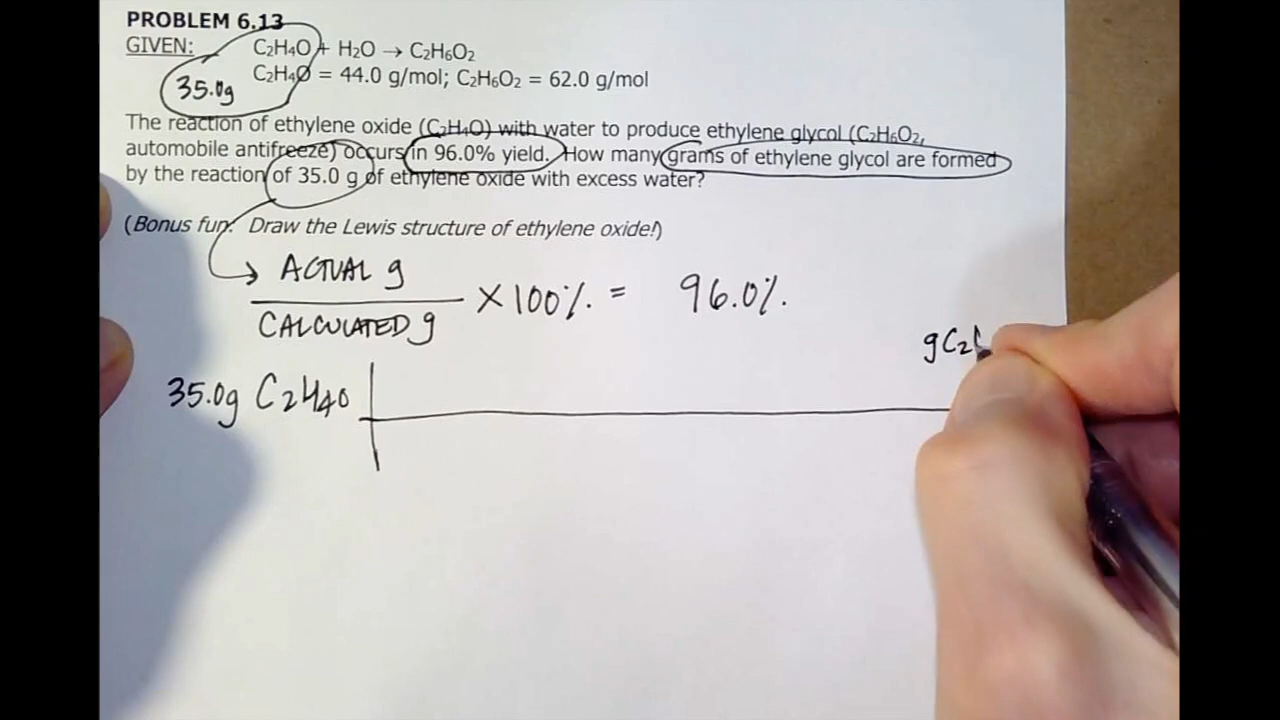 PROBLEM 6.13
GIVEN: C2H4O + H2O → C2H6O2
35.0g C2H4O = 44.0 g/mol; C2H6O2 = 62.0 g/mol
The reaction of ethylene oxide (C2H4O) with water to produce ethylene glycol (C2H6O2,
automobile antifreeze) occurs in 96.0% yield. How many grams of ethylene glycol are formed
by the reaction of 35.0 g of ethylene oxide with excess water?
(Bonus fun: Draw the Lewis structure of ethylene oxide!)
ACTUAL g
CALCULATED g
X 100% = 96.0%.
g C2
35.0g C2H4O